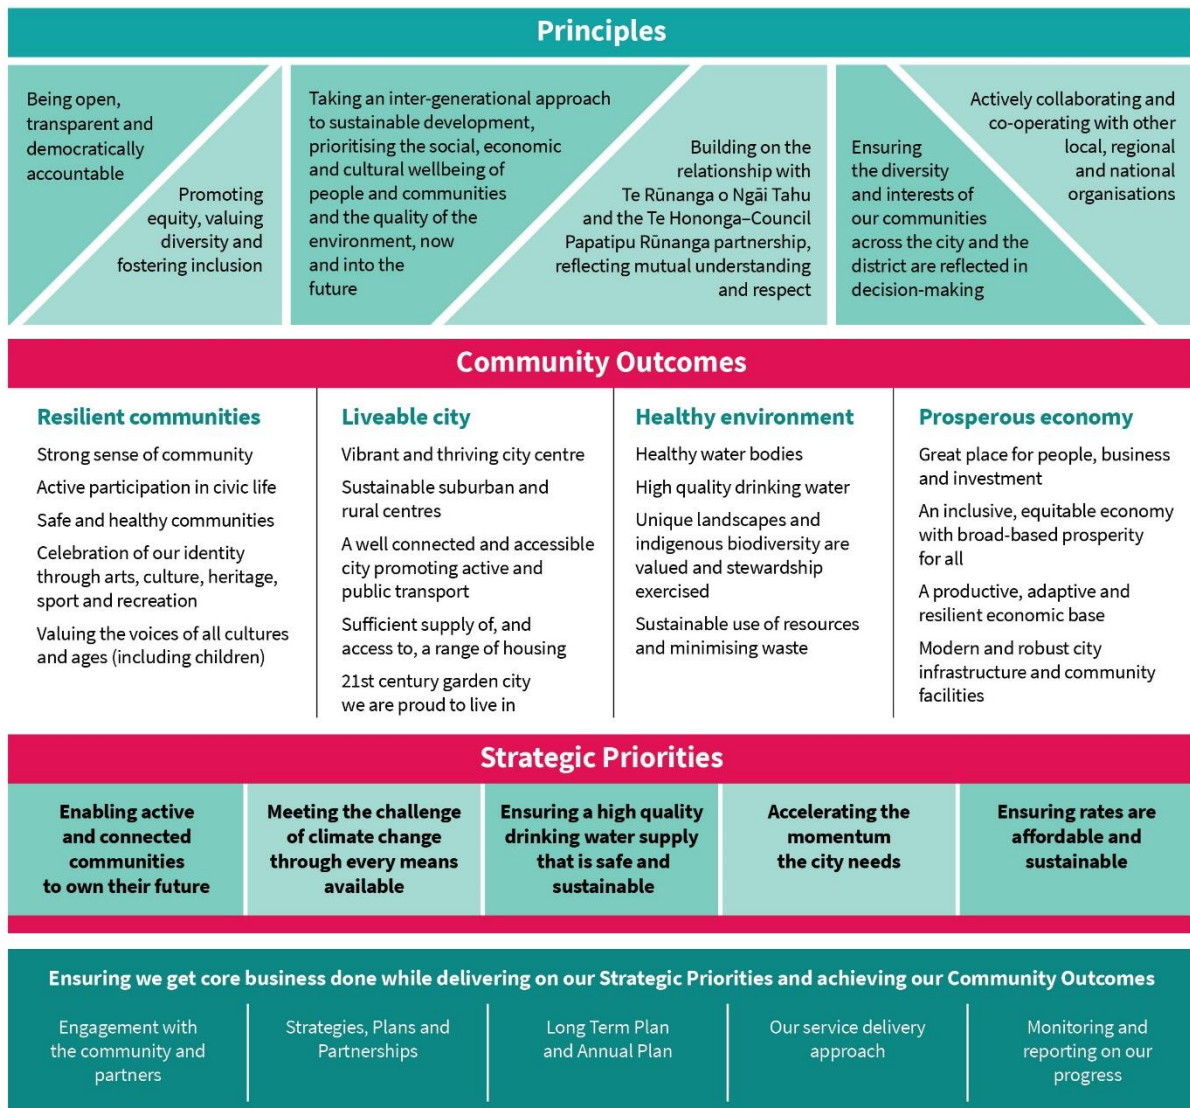 Principles
Being open,
transparent and
democratically
accountable
Promoting
equity, valuing
diversity and
fostering inclusion
Taking an inter-generational approach
to sustainable development,
prioritising the social, economic
and cultural wellbeing of
people and communities
and the quality of the
environment, now
and into the
future
Building on the
relationship with
Te Rūnanga o Ngāi Tahu
and the Te Hononga–Council
Papatipu Rūnanga partnership,
reflecting mutual understanding
and respect
Ensuring
the diversity
and interests of
our communities
across the city and the
district are reflected in
decision-making
Actively collaborating and
co-operating with other
local, regional
and national
organisations
Community Outcomes
Resilient communities
Strong sense of community
Active participation in civic life
Safe and healthy communities
Celebration of our identity
through arts, culture, heritage,
sport and recreation
Valuing the voices of all cultures
and ages (including children)
Liveable city
Vibrant and thriving city centre
Sustainable suburban and
rural centres
A well connected and accessible
city promoting active and
public transport
Sufficient supply of, and
access to, a range of housing
21st century garden city
we are proud to live in
Healthy environment
Healthy water bodies
High quality drinking water
Unique landscapes and
indigenous biodiversity are
valued and stewardship
exercised
Sustainable use of resources
and minimising waste
Prosperous economy
Great place for people, business
and investment
An inclusive, equitable economy
with broad-based prosperity
for all
A productive, adaptive and
resilient economic base
Modern and robust city
infrastructure and community
facilities
Strategic Priorities
Enabling active
and connected
communities
to own their future
Meeting the challenge
of climate change
through every means
available
Ensuring a high quality
drinking water supply
that is safe and
sustainable
Accelerating the
momentum
the city needs
Ensuring rates are
affordable and
sustainable
Ensuring we get core business done while delivering on our Strategic Priorities and achieving our Community Outcomes
Engagement with
the community and
partners
Strategies, Plans and
Partnerships
Long Term Plan
and Annual Plan
Our service delivery
approach
Monitoring and
reporting on our
progress